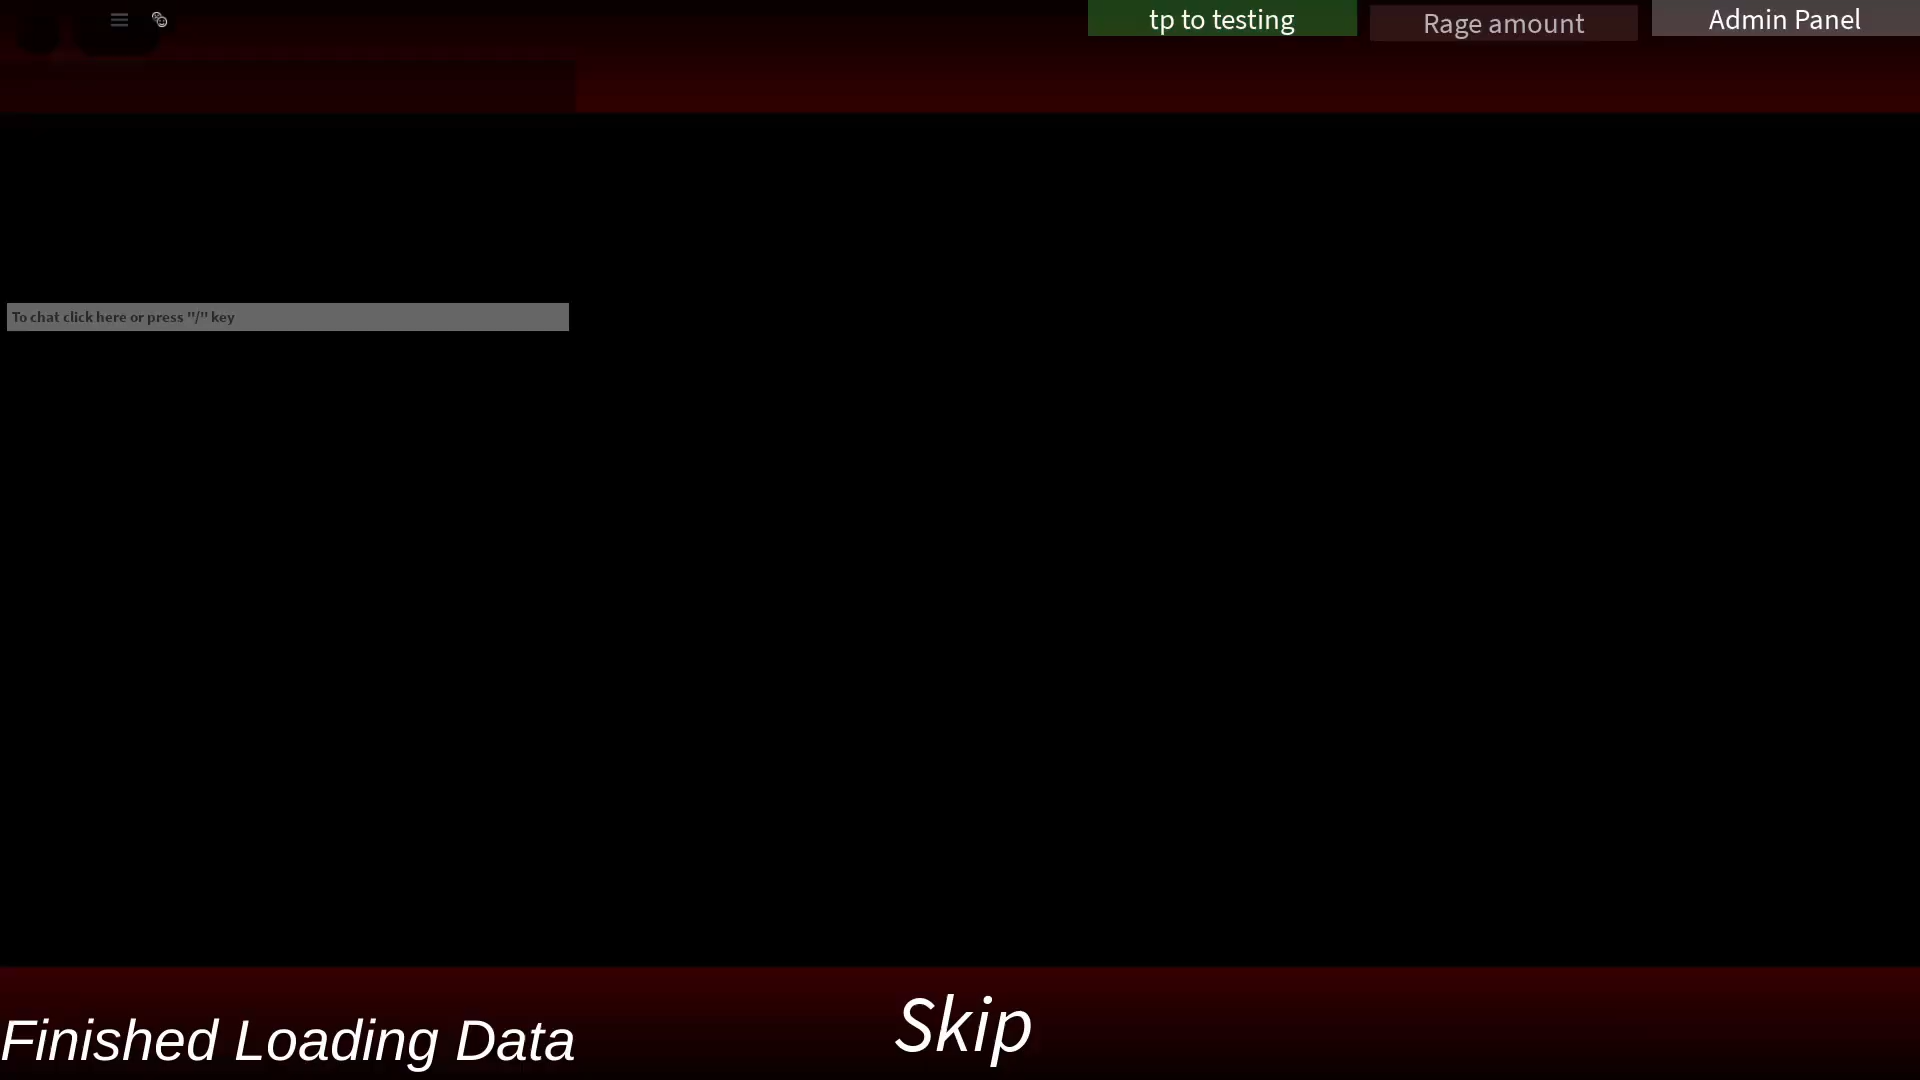 tp to testing
Rage amount
Admin Panel
To chat click here or press "/" key
Skip
Finished Loading Data